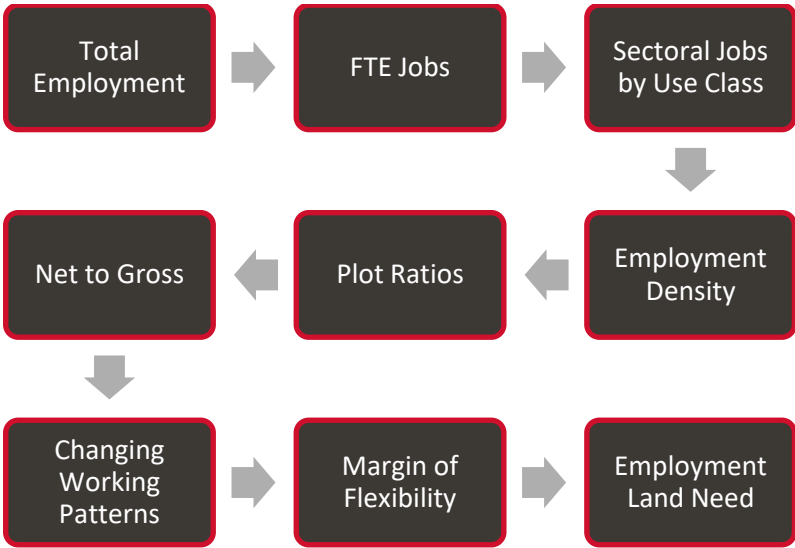 Total
Employment
FTE Jobs
Sectoral Jobs
by Use Class
Employment
Density
Plot Ratios
Net to Gross
Changing
Working
Patterns
Margin of
Flexibility
Employment
Land Need